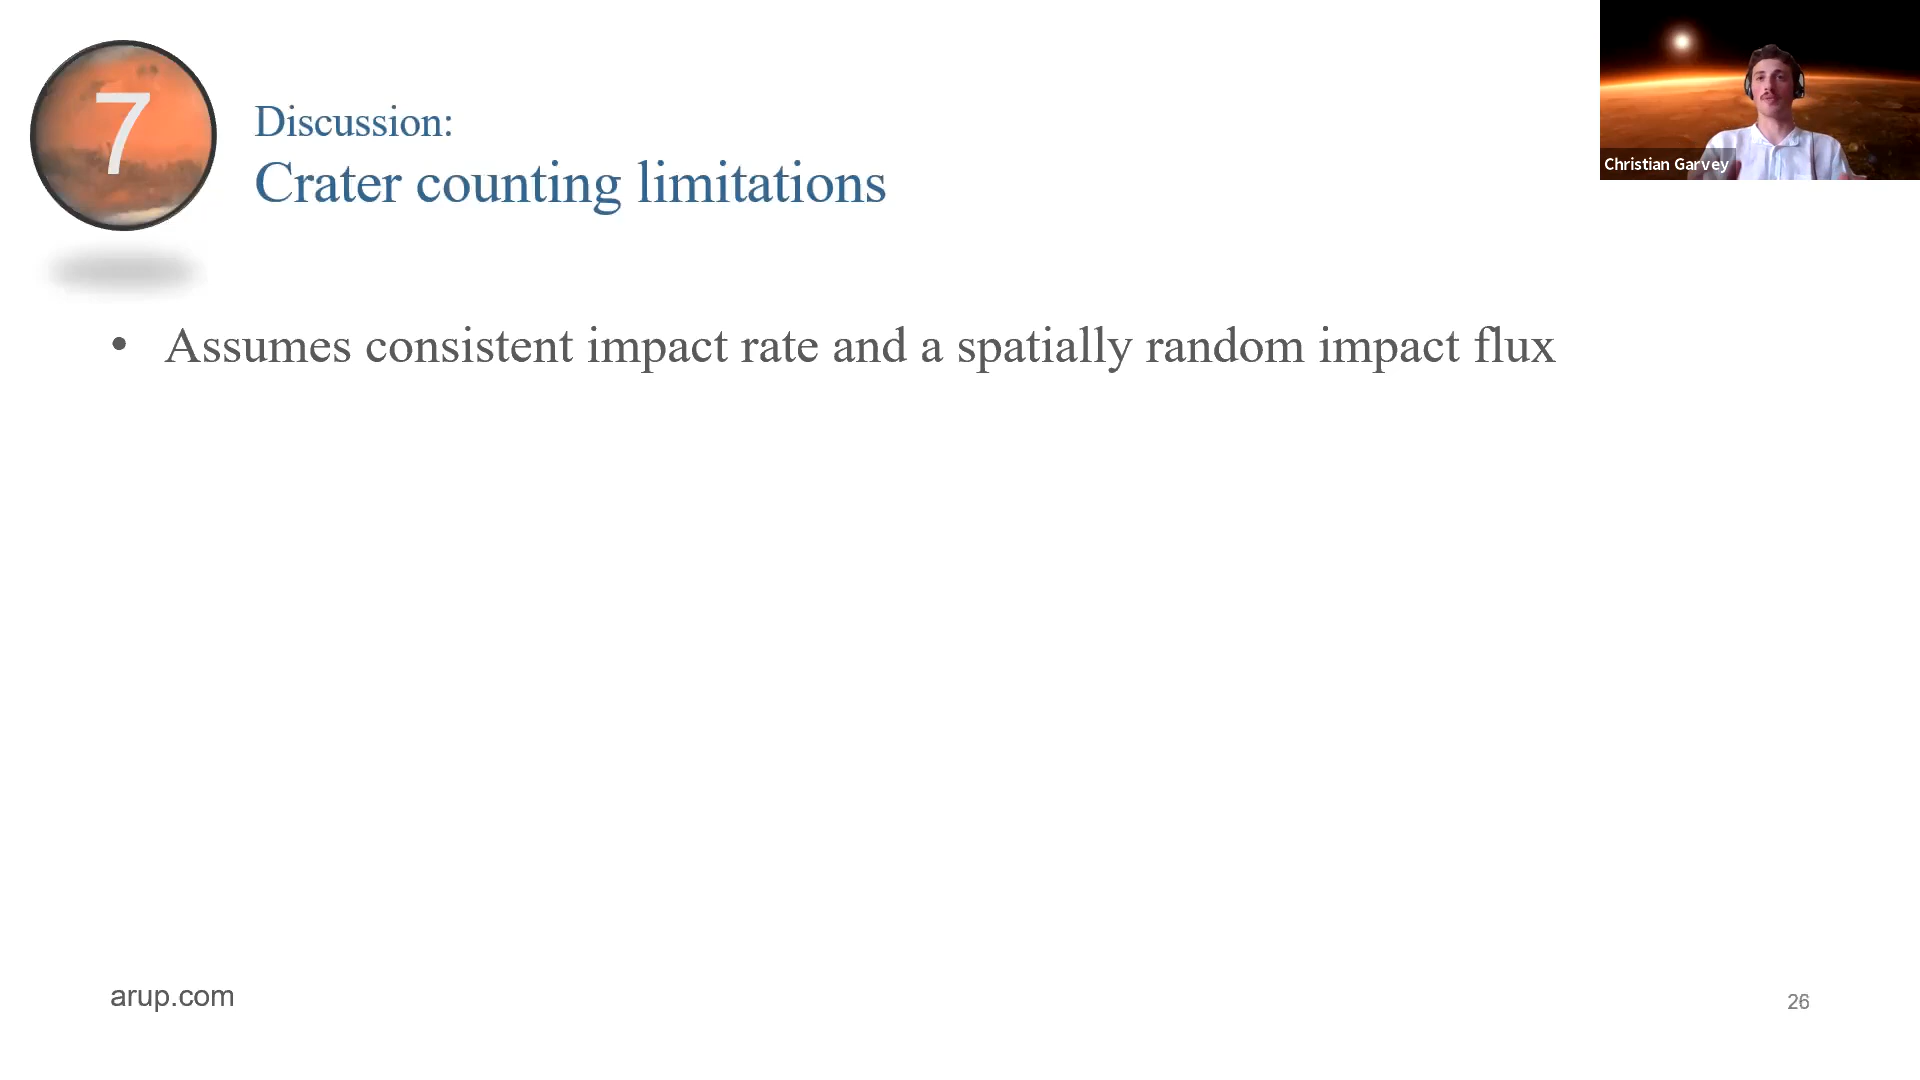 7
Discussion:
Crater counting limitations
Christian Garvey
• Assumes consistent impact rate and a spatially random impact flux
arup.com
26